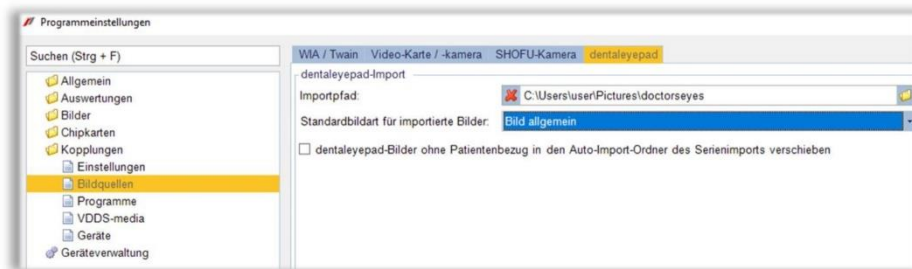 Programmeinstellungen
Suchen (Strg + F)
Allgemein
Auswertungen
Bilder
Chipkarten
Kopplungen
Einstellungen
Bildquellen
Programme
VDDS-media
Geräte
Geräteverwaltung
WIA / Twain Video-Karte / -kamera SHOFU-Kamera dentaleyepad
dentaleyepad-Import
Importpfad: C:\Users\user\Pictures\doctorseyes
Standardbildart für importierte Bilder: Bild allgemein
dentaleyepad-Bilder ohne Patientenbezug in den Auto-Import-Ordner des Serienimports verschieben